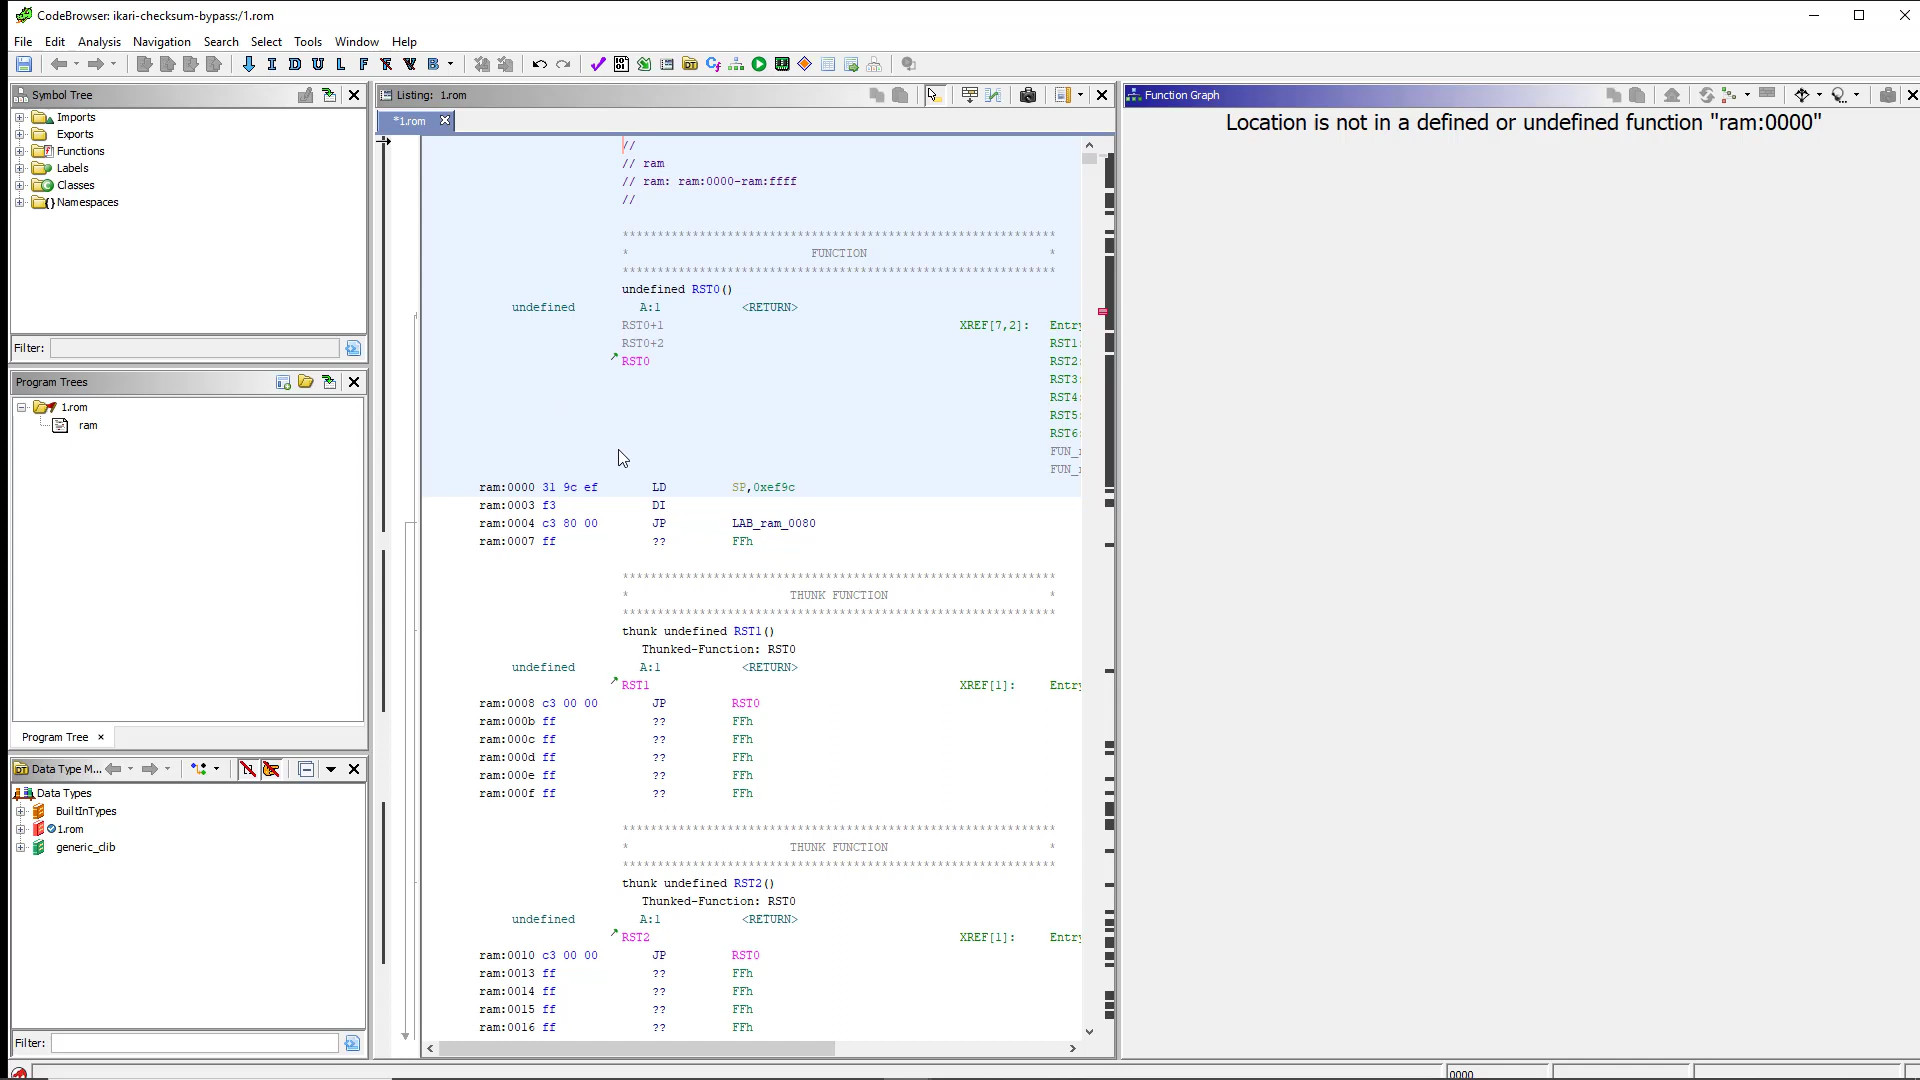 CodeBrowser: ikari-checksum-bypass:/1.rom
File Edit Analysis Navigation Search Select Tools Window Help
Symbol Tree
Imports
Exports
Functions
Labels
Classes
Namespaces
Filter:
Program Trees
1.rom
ram
Program Tree ×
Data Type M...
Data Types
BuiltInTypes
1.rom
generic_clib
Filter:
Listing: 1.rom
*1.rom
//
// ram
// ram: ram:0000-ram:ffff
//
*************************************************************
* FUNCTION *
*************************************************************
undefined RST0()
undefined A:1 <RETURN>
RST0+1 XREF[7,2]: Entry
RST0+2 RST1:
RST0 RST2:
RST3:
RST4:
RST5:
RST6:
FUN_
FUN_
ram:0000 31 9c ef LD SP,0xef9c
ram:0003 f3 DI
ram:0004 c3 80 00 JP LAB_ram_0080
ram:0007 ff ?? FFh
*************************************************************
* THUNK FUNCTION *
*************************************************************
thunk undefined RST1()
Thunked-Function: RST0
undefined A:1 <RETURN>
RST1 XREF[1]: Entry
ram:0008 c3 00 00 JP RST0
ram:000b ff ?? FFh
ram:000c ff ?? FFh
ram:000d ff ?? FFh
ram:000e ff ?? FFh
ram:000f ff ?? FFh
*************************************************************
* THUNK FUNCTION *
*************************************************************
thunk undefined RST2()
Thunked-Function: RST0
undefined A:1 <RETURN>
RST2 XREF[1]: Entry
ram:0010 c3 00 00 JP RST0
ram:0013 ff ?? FFh
ram:0014 ff ?? FFh
ram:0015 ff ?? FFh
ram:0016 ff ?? FFh
Function Graph
Location is not in a defined or undefined function "ram:0000"
0000